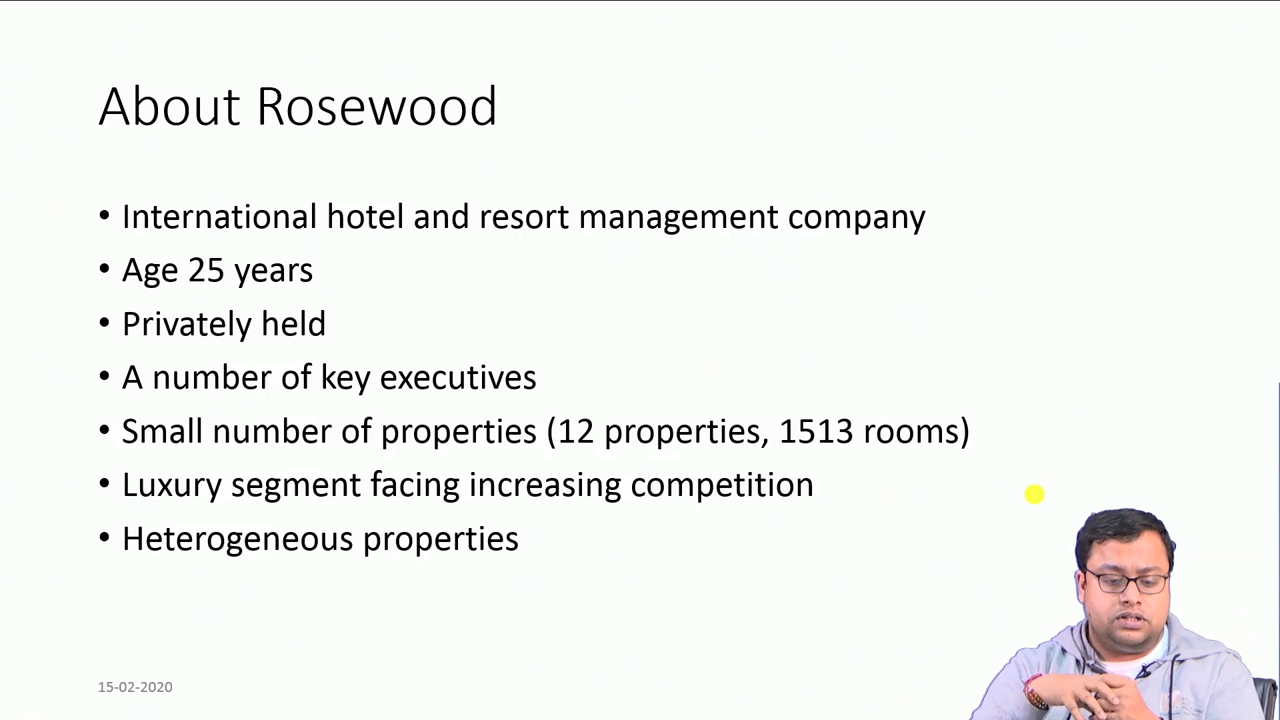 About Rosewood
• International hotel and resort management company
• Age 25 years
• Privately held
• A number of key executives
• Small number of properties (12 properties, 1513 rooms)
• Luxury segment facing increasing competition
• Heterogeneous properties
15-02-2020